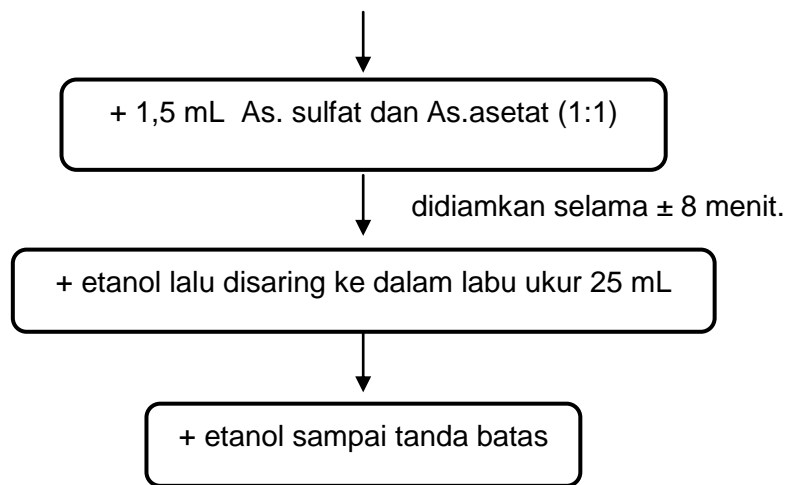 + 1,5 mL As. sulfat dan As.asetat (1:1)
didiamkan selama ± 8 menit.
+ etanol lalu disaring ke dalam labu ukur 25 mL
+ etanol sampai tanda batas